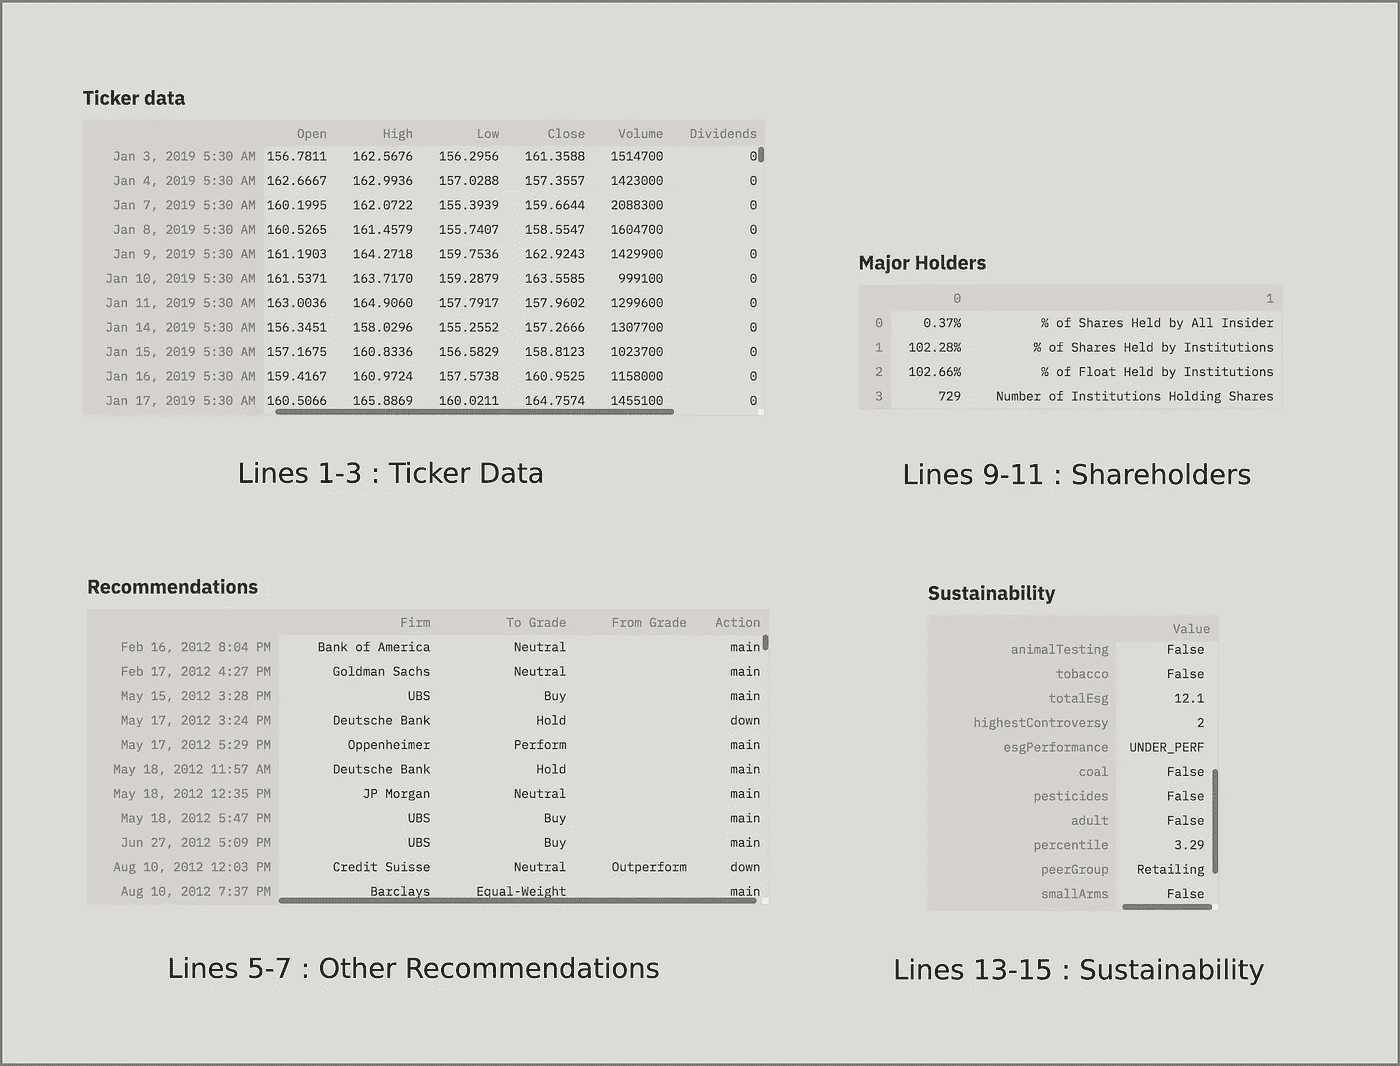 Ticker data
Open High Low Close Volume Dividends
Jan 3, 2019 5:30 AM 156.7811 162.5676 156.2956 161.3588 1514700 0
Jan 4, 2019 5:30 AM 162.6667 162.9936 157.0288 157.3557 1423000 0
Jan 7, 2019 5:30 AM 160.1995 162.0722 155.3939 159.6644 2088300 0
Jan 8, 2019 5:30 AM 160.5265 161.4579 155.7407 158.5547 1604700 0
Jan 9, 2019 5:30 AM 161.1903 164.2718 159.7536 162.9243 1429900 0
Jan 10, 2019 5:30 AM 161.5371 163.7170 159.2879 163.5585 999100 0
Jan 11, 2019 5:30 AM 163.0036 164.9060 157.7917 157.9602 1299600 0
Jan 14, 2019 5:30 AM 156.3451 158.0296 155.2552 157.2666 1307700 0
Jan 15, 2019 5:30 AM 157.1675 160.8336 156.5829 158.8123 1023700 0
Jan 16, 2019 5:30 AM 159.4167 160.9724 157.5738 160.9525 1158000 0
Jan 17, 2019 5:30 AM 160.5066 165.8869 160.0211 164.7574 1455100 0
Lines 1-3 : Ticker Data
Major Holders
0 1
0 0.37% % of Shares Held by All Insider
1 102.28% % of Shares Held by Institutions
2 102.66% % of Float Held by Institutions
3 729 Number of Institutions Holding Shares
Lines 9-11 : Shareholders
Recommendations
Firm To Grade From Grade Action
Feb 16, 2012 8:04 PM Bank of America Neutral main
Feb 17, 2012 4:27 PM Goldman Sachs Neutral main
May 15, 2012 3:28 PM UBS Buy main
May 17, 2012 3:24 PM Deutsche Bank Hold down
May 17, 2012 5:29 PM Oppenheimer Perform main
May 18, 2012 11:57 AM Deutsche Bank Hold main
May 18, 2012 12:35 PM JP Morgan Neutral main
May 18, 2012 5:47 PM UBS Buy main
Jun 27, 2012 5:09 PM UBS Buy main
Aug 10, 2012 12:03 PM Credit Suisse Neutral Outperform down
Aug 10, 2012 7:37 PM Barclays Equal-Weight main
Lines 5-7 : Other Recommendations
Sustainability
Value
animalTesting False
tobacco False
totalEsg 12.1
highestControversy 2
esgPerformance UNDER_PERF
coal False
pesticides False
adult False
percentile 3.29
peerGroup Retailing
smallArms False
Lines 13-15 : Sustainability